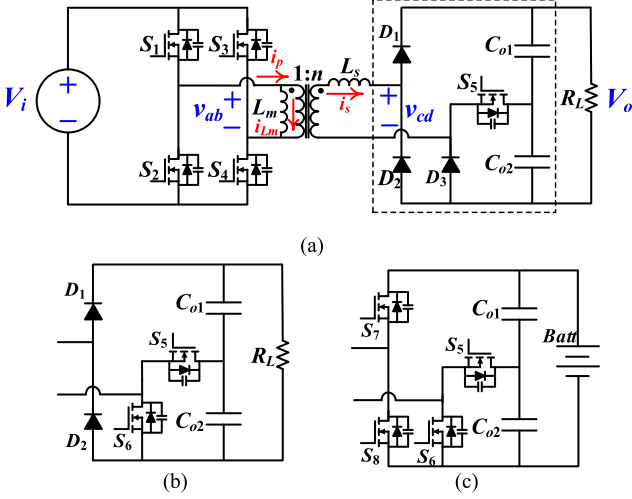 S1 S3 D1 Co1
ip 1:n Ls
S5
Vi vab Lm iLm is vcd RL Vo
S2 S4 D2 D3 Co2
(a)
D1 Co1 S7 Co1
S5 RL S5 Batt
D2 S6 Co2 S8 S6 Co2
(b) (c)